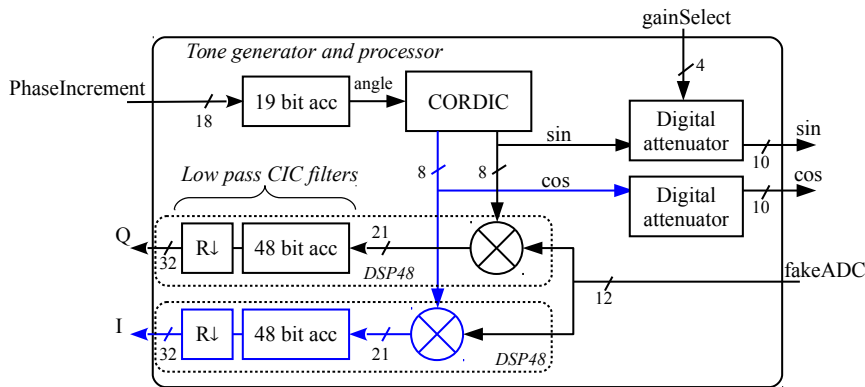 gainSelect
Tone generator and processor
4
PhaseIncrement
18
19 bit acc
angle
CORDIC
Digital
attenuator
sin
10
sin
8
8
cos
Digital
attenuator
10
cos
Low pass CIC filters
Q
32
R↓
48 bit acc
21
DSP48
12
fakeADC
I
32
R↓
48 bit acc
21
DSP48